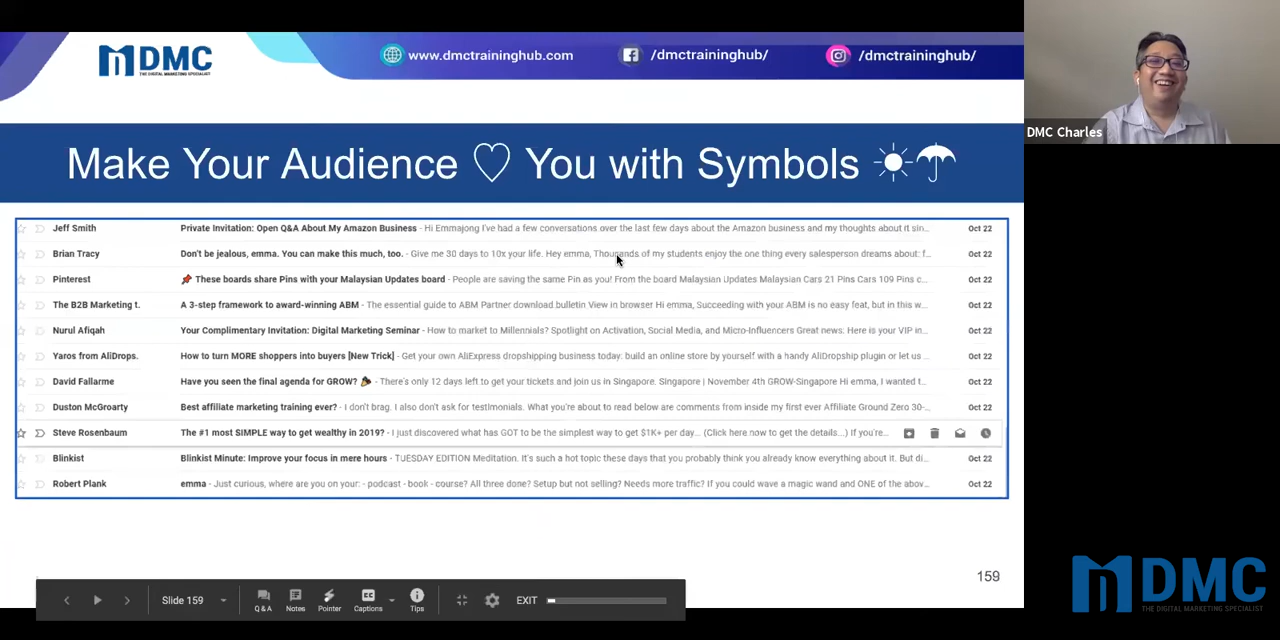 DMC
THE DIGITAL MARKETING SPECIALIST
www.dmctraininghub.com
/dmctraininghub/
/dmctraininghub/
DMC Charles
Make Your Audience ♡ You with Symbols ☀☂
Jeff Smith Private Invitation: Open Q&A About My Amazon Business - Hi Emmajong I've had a few conversations over the last few days about the Amazon business and my thoughts about it sin... Oct 22
Brian Tracy Don't be jealous, emma. You can make this much, too. - Give me 30 days to 10x your life. Hey emma, Thousands of my students enjoy the one thing every salesperson dreams about: f... Oct 22
Pinterest 📌 These boards share Pins with your Malaysian Updates board - People are saving the same Pin as you! From the board Malaysian Updates Malaysian Cars 21 Pins Cars 109 Pins c... Oct 22
The B2B Marketing t. A 3-step framework to award-winning ABM - The essential guide to ABM Partner download.bulletin View in browser Hi emma, Succeeding with your ABM is no easy feat, but in this w... Oct 22
Nurul Afiqah Your Complimentary Invitation: Digital Marketing Seminar - How to market to Millennials? Spotlight on Activation, Social Media, and Micro-Influencers Great news: Here is your VIP in... Oct 22
Yaros from AliDrops. How to turn MORE shoppers into buyers [New Trick] - Get your own AliExpress dropshipping business today: build an online store by yourself with a handy AliDropship plugin or let us ... Oct 22
David Fallarme Have you seen the final agenda for GROW? 🎉 - There's only 12 days left to get your tickets and join us in Singapore. Singapore | November 4th GROW-Singapore Hi emma, I wanted t... Oct 22
Duston McGroarty Best affiliate marketing training ever? - I don't brag. I also don't ask for testimonials. What you're about to read below are comments from inside my first ever Affiliate Ground Zero 30-... Oct 22
Steve Rosenbaum The #1 most SIMPLE way to get wealthy in 2019? - I just discovered what has GOT to be the simplest way to get $1K+ per day... (Click here now to get the details...) If you're...
Blinkist Blinkist Minute: Improve your focus in mere hours - TUESDAY EDITION Meditation. It's such a hot topic these days that you probably think you already know everything about it. But di... Oct 22
Robert Plank emma - Just curious, where are you on your: - podcast - book - course? All three done? Setup but not selling? Needs more traffic? If you could wave a magic wand and ONE of the abov... Oct 22
159
Slide 159
Q&A
Notes
Pointer
Captions
Tips
EXIT
DMC
THE DIGITAL MARKETING SPECIALIST